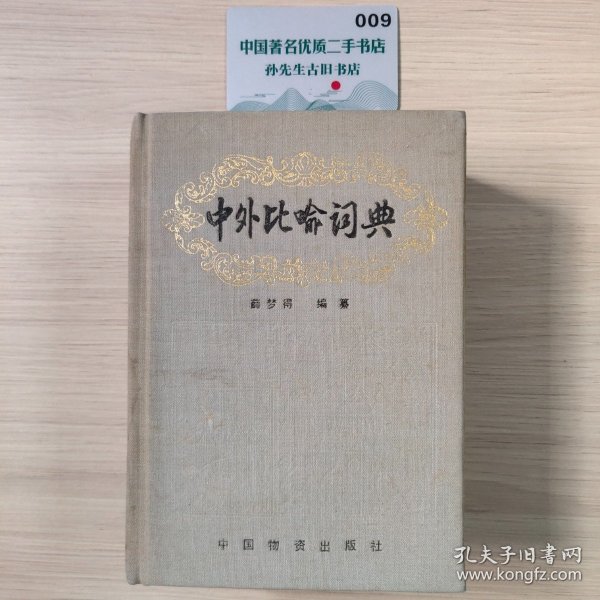 009
中国著名优质二手书店
孙先生古旧书店
中外比喻词典
薛梦得 编纂
中国物资出版社
孔夫子旧书网
www.kongfz.com